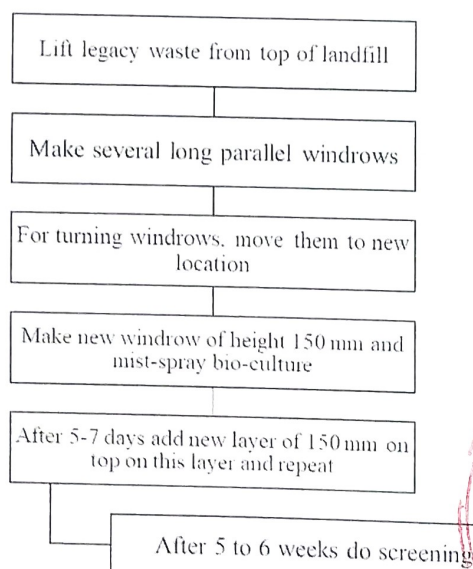 Lift legacy waste from top of landfill
Make several long parallel windrows
For turning windrows, move them to new
location
Make new windrow of height 150 mm and
mist-spray bio-culture
After 5-7 days add new layer of 150 mm on
top on this layer and repeat
After 5 to 6 weeks do screening